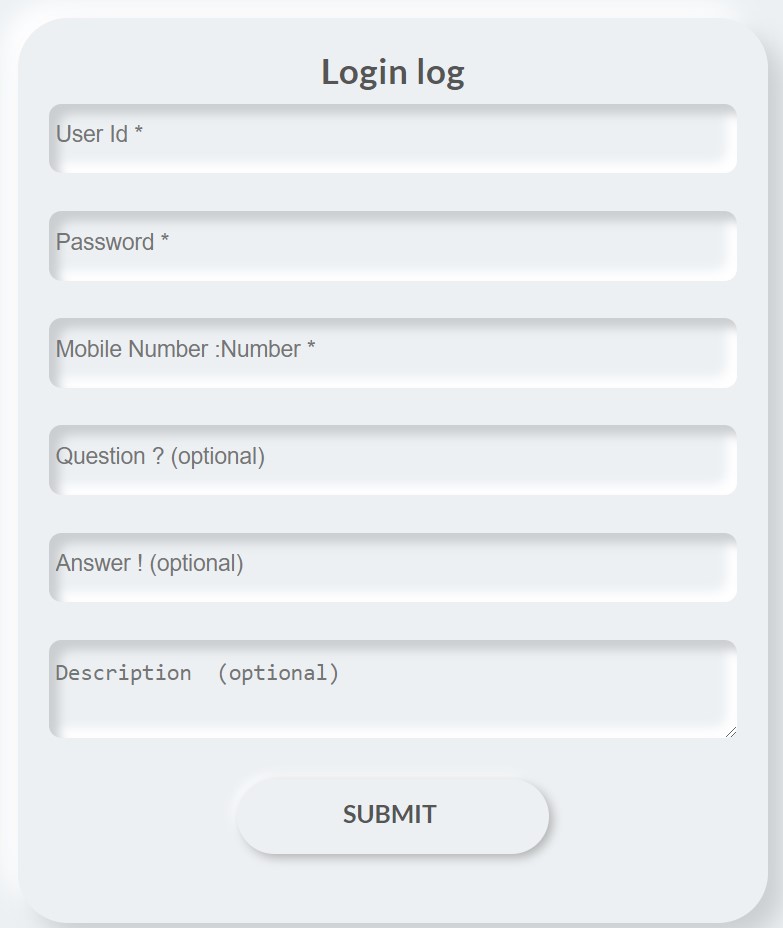 Login log
User Id *
Password *
Mobile Number :Number *
Question ? (optional)
Answer ! (optional)
Description  (optional)
SUBMIT